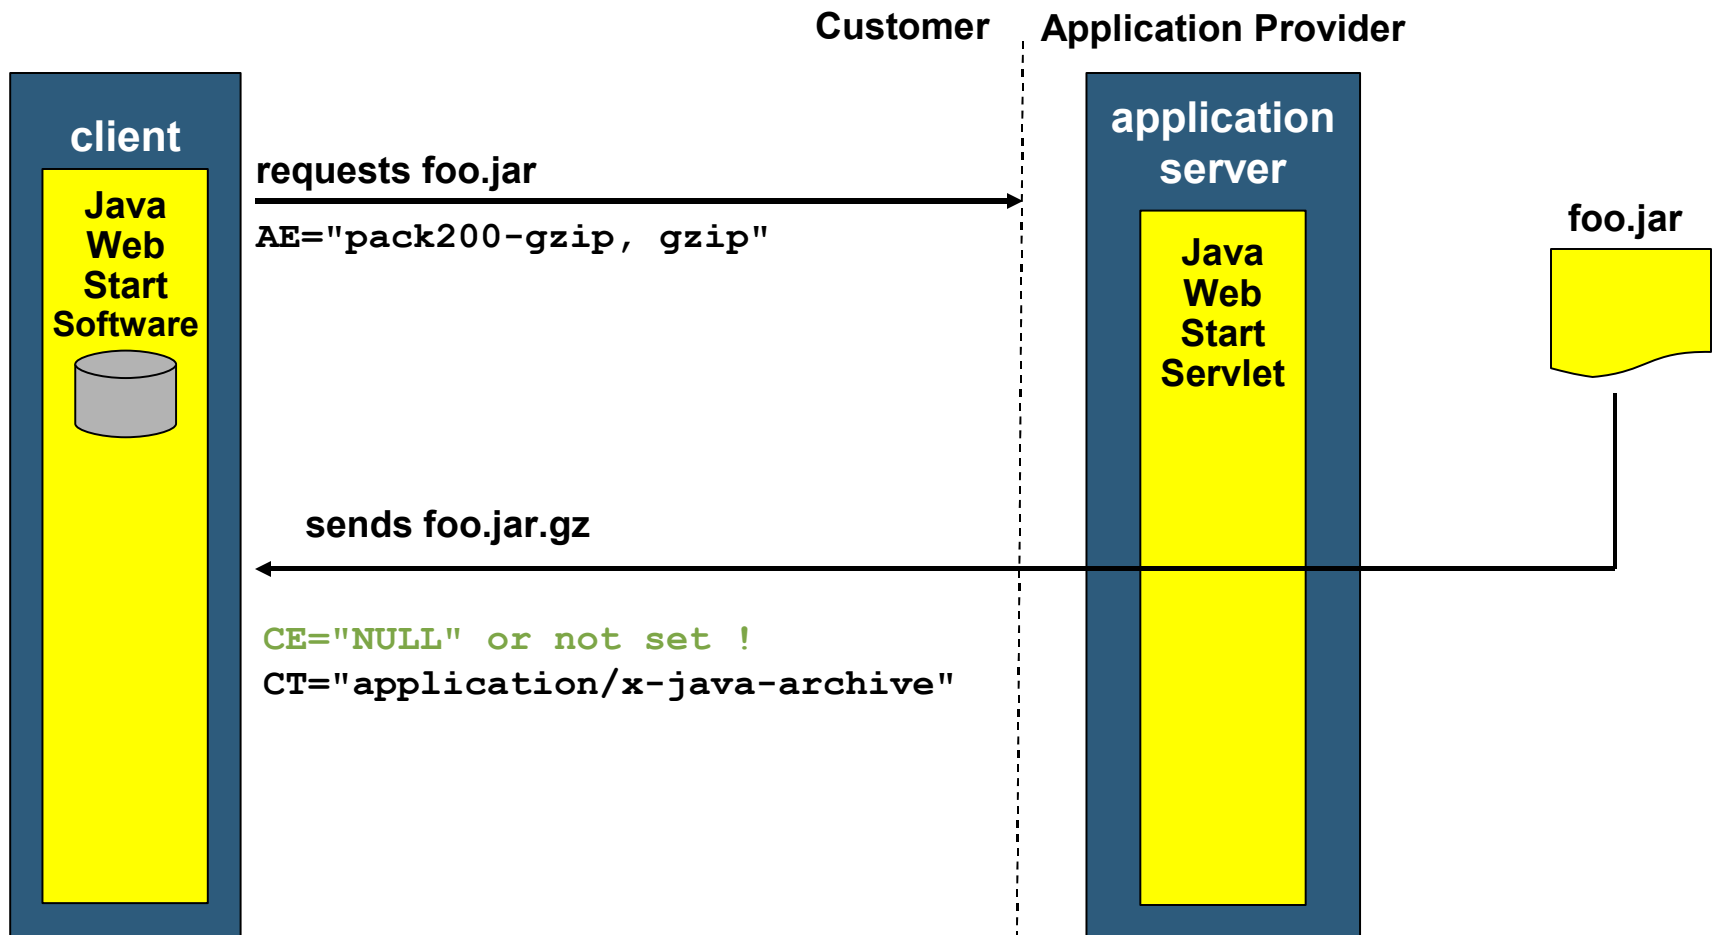 Customer
Application Provider
client
Java
Web
Start
Software
requests foo.jar
AE="pack200-gzip, gzip"
application
server
Java
Web
Start
Servlet
foo.jar
sends foo.jar.gz
CE="NULL" or not set !
CT="application/x-java-archive"